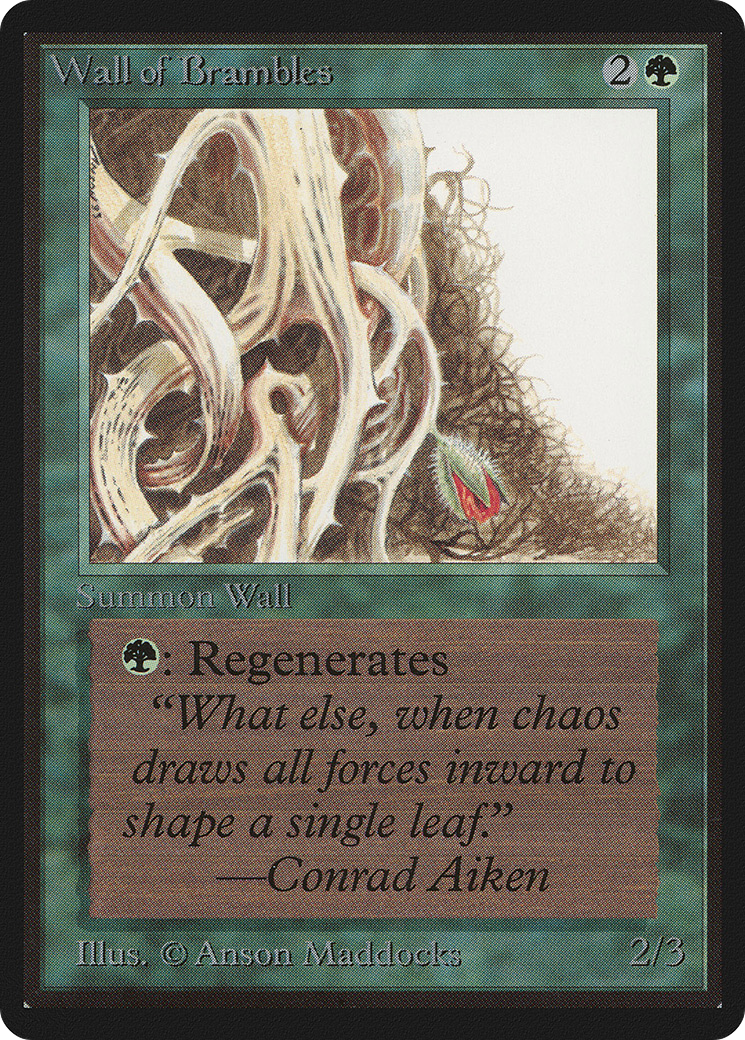 Wall of Brambles 2
Summon Wall
: Regenerates
“What else, when chaos
draws all forces inward to
shape a single leaf.”
—Conrad Aiken
Illus. © Anson Maddocks 2/3